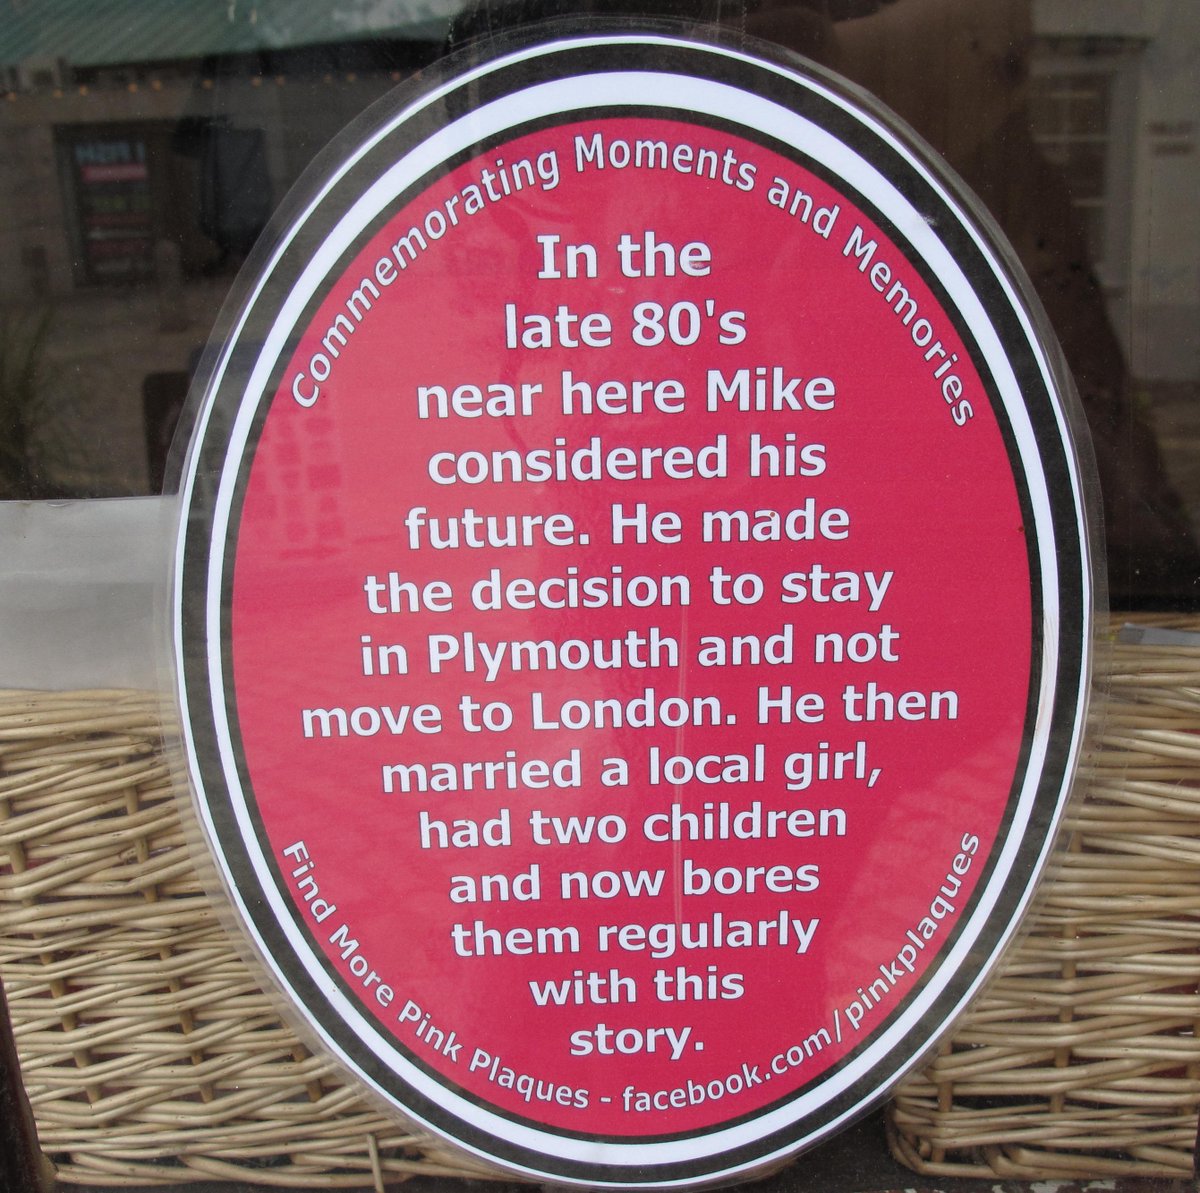 Commemorating Moments and Memories
In the
late 80's
near here Mike
considered his
future. He made
the decision to stay
in Plymouth and not
move to London. He then
married a local girl,
had two children
and now bores
them regularly
with this
story.
Find More Pink Plaques - facebook.com/pinkplaques